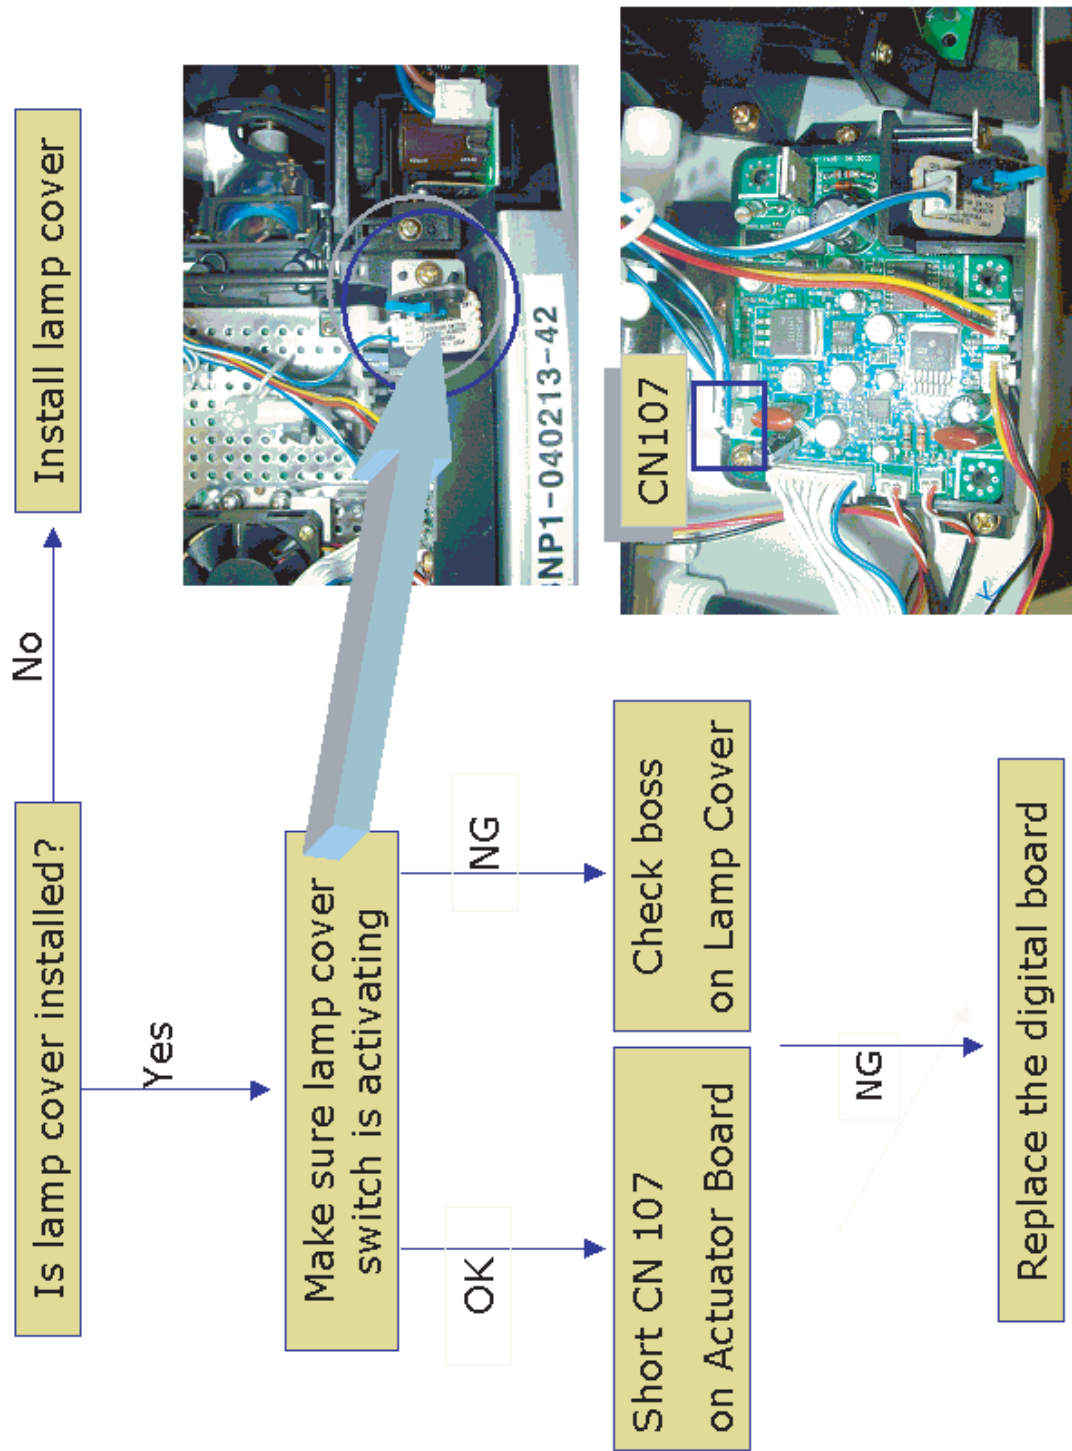 Is lamp cover installed?
No
Install lamp cover
Yes
Make sure lamp cover
switch is activating
OK
NG
Short CN 107
on Actuator Board
Check boss
on Lamp Cover
NG
Replace the digital board
NP1-040213-42
CN107